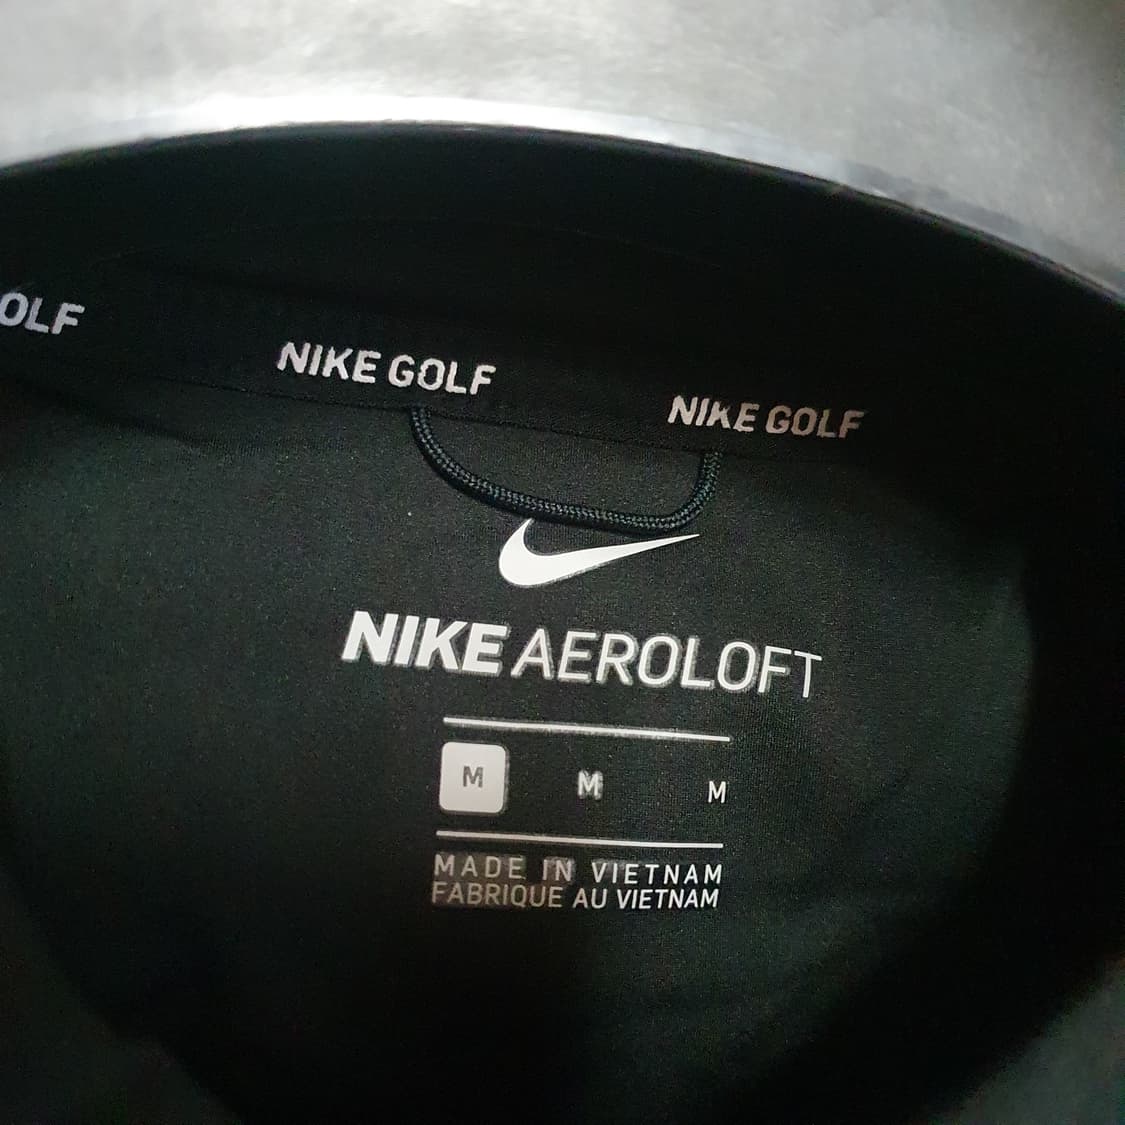 OLF
NIKE GOLF
NIKE GOLF
NIKE AEROLOFT
M M M
MADE IN VIETNAM
FABRIQUE AU VIETNAM